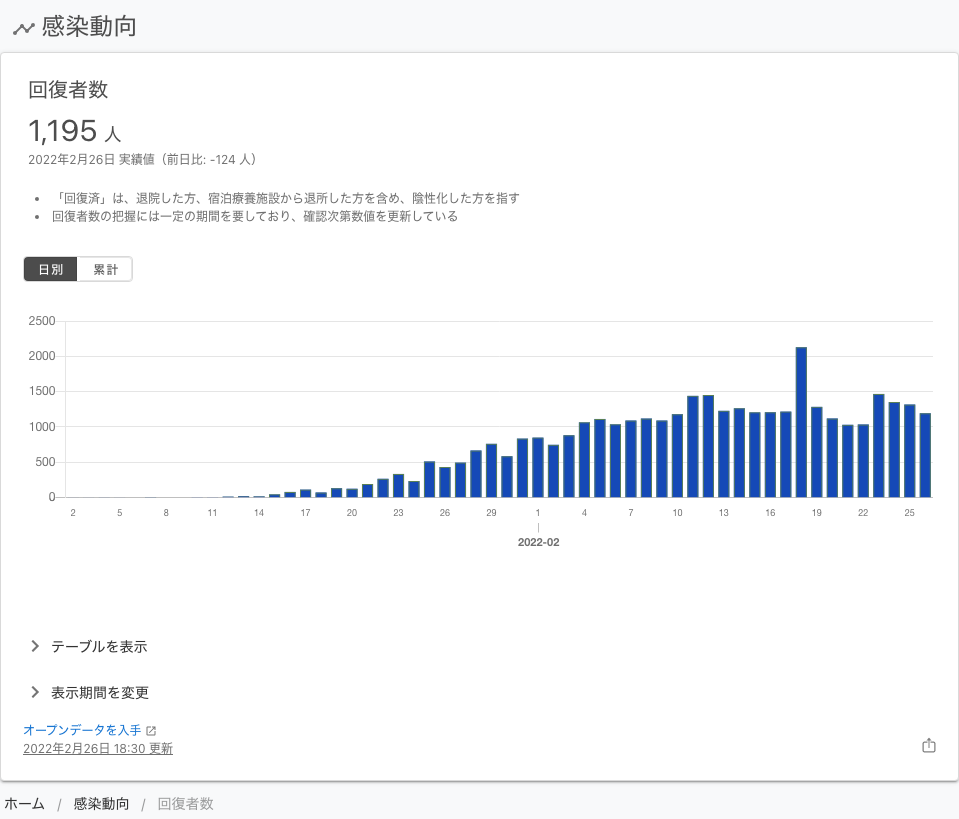 感染動向
回復者数
1,195 人
2022年2月26日 実績値（前日比: -124 人）
「回復済」は、退院した方、宿泊療養施設から退所した方を含め、陰性化した方を指す
回復者数の把握には一定の期間を要しており、確認次第数値を更新している
日別 累計
2500
2000
1500
1000
500
0
2 5 8 11 14 17 20 23 26 29 1 4 7 10 13 16 19 22 25
2022-02
テーブルを表示
表示期間を変更
オープンデータを入手
2022年2月26日 18:30 更新
ホーム / 感染動向 / 回復者数